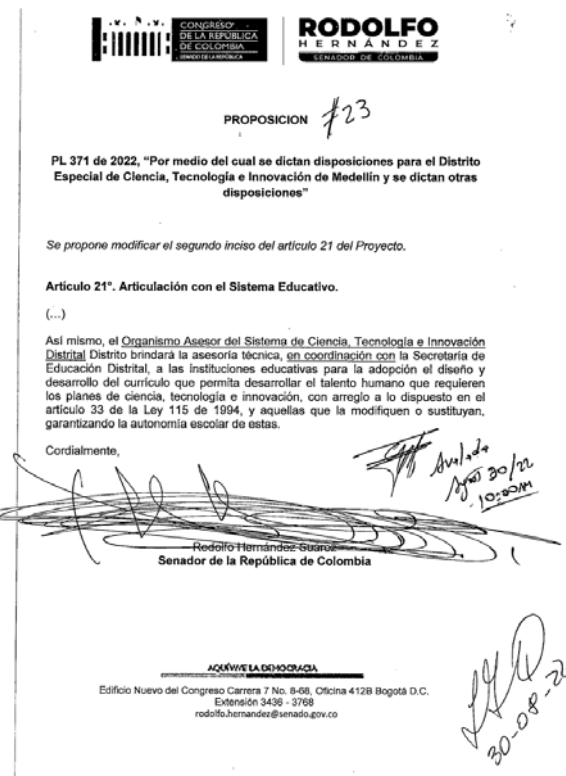 CONGRESO
DE LA REPÚBLICA
DE COLOMBIA
SENADO DE LA REPÚBLICA
RODOLFO
HERNÁNDEZ
SENADOR DE COLOMBIA
PROPOSICION #23
PL 371 de 2022, "Por medio del cual se dictan disposiciones para el Distrito
Especial de Ciencia, Tecnología e Innovación de Medellín y se dictan otras
disposiciones"
Se propone modificar el segundo inciso del artículo 21 del Proyecto.
Artículo 21°. Articulación con el Sistema Educativo.
(...)
Así mismo, el Organismo Asesor del Sistema de Ciencia, Tecnología e Innovación
Distrital Distrito brindará la asesoría técnica, en coordinación con la Secretaría de
Educación Distrital, a las instituciones educativas para la adopción el diseño y
desarrollo del currículo que permita desarrollar el talento humano que requieren
los planes de ciencia, tecnología e innovación, con arreglo a lo dispuesto en el
artículo 33 de la Ley 115 de 1994, y aquellas que la modifiquen o sustituyan,
garantizando la autonomía escolar de estas.
Cordialmente,
Avalada
30/22
10:20AM
Rodolfo Hernández Suárez
Senador de la República de Colombia
AQUÍ VIVE LA DEMOCRACIA
Edificio Nuevo del Congreso Carrera 7 No. 8-68, Oficina 412B Bogotá D.C.
Extensión 3436 - 3768
rodolfo.hernandez@senado.gov.co
30-08-22